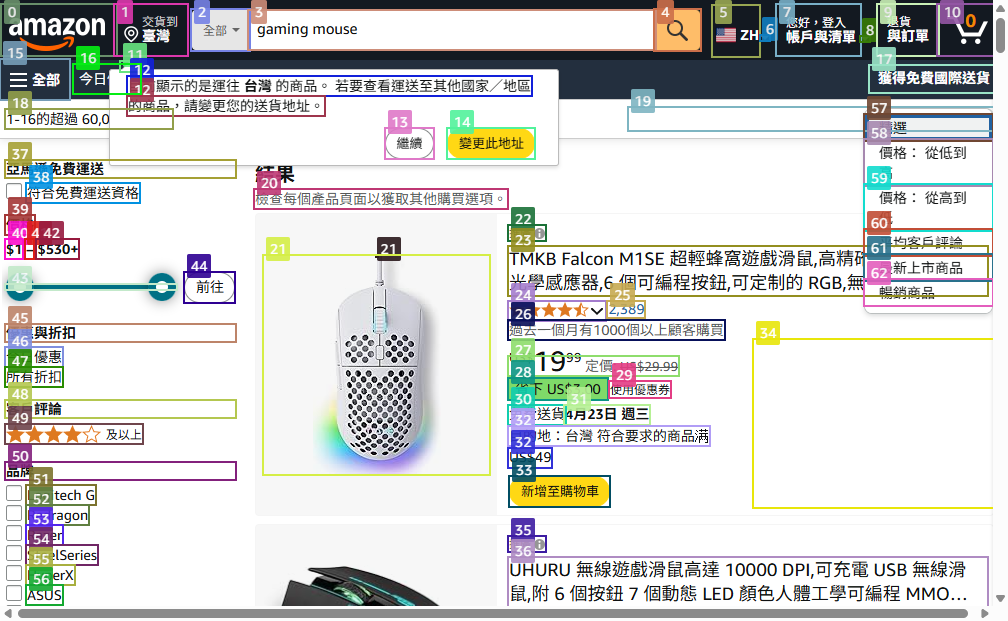 amazon
交貨到
臺灣
全部
gaming mouse
ZH
您好，登入
帳戶與清單
退貨
與訂單
0
全部
今日
顯示的是運往 台灣 的商品。 若要查看運送至其他國家／地區
的商品，請變更您的送貨地址。
繼續
變更此地址
獲得免費國際送貨
1-16的超過 60,0
價格： 從低到
價格： 從高到
均客戶評論
新上市商品
暢銷商品
亞馬遜免費運送
符合免費運送資格
$1
–
$530+
前往
與折扣
優惠
所有折扣
評論
及以上
品牌
tech G
ragon
er
SteelSeries
erX
ASUS
結果
檢查每個產品頁面以獲取其他購買選項。
TMKB Falcon M1SE 超輕蜂窩遊戲滑鼠,高精
光學感應器,6 個可編程按鈕,可定制的 RGB,無
2,389
過去一個月有1000個以上顧客購買
19 99
定價: US$29.99
下 US$3.00
使用優惠券
送貨 4月23日 週三
地：台灣 符合要求的商品满
US$49
新增至購物車
UHURU 無線遊戲滑鼠高達 10000 DPI,可充電 USB 無線滑
鼠,附 6 個按鈕 7 個動態 LED 顏色人體工學可編程 MMO...